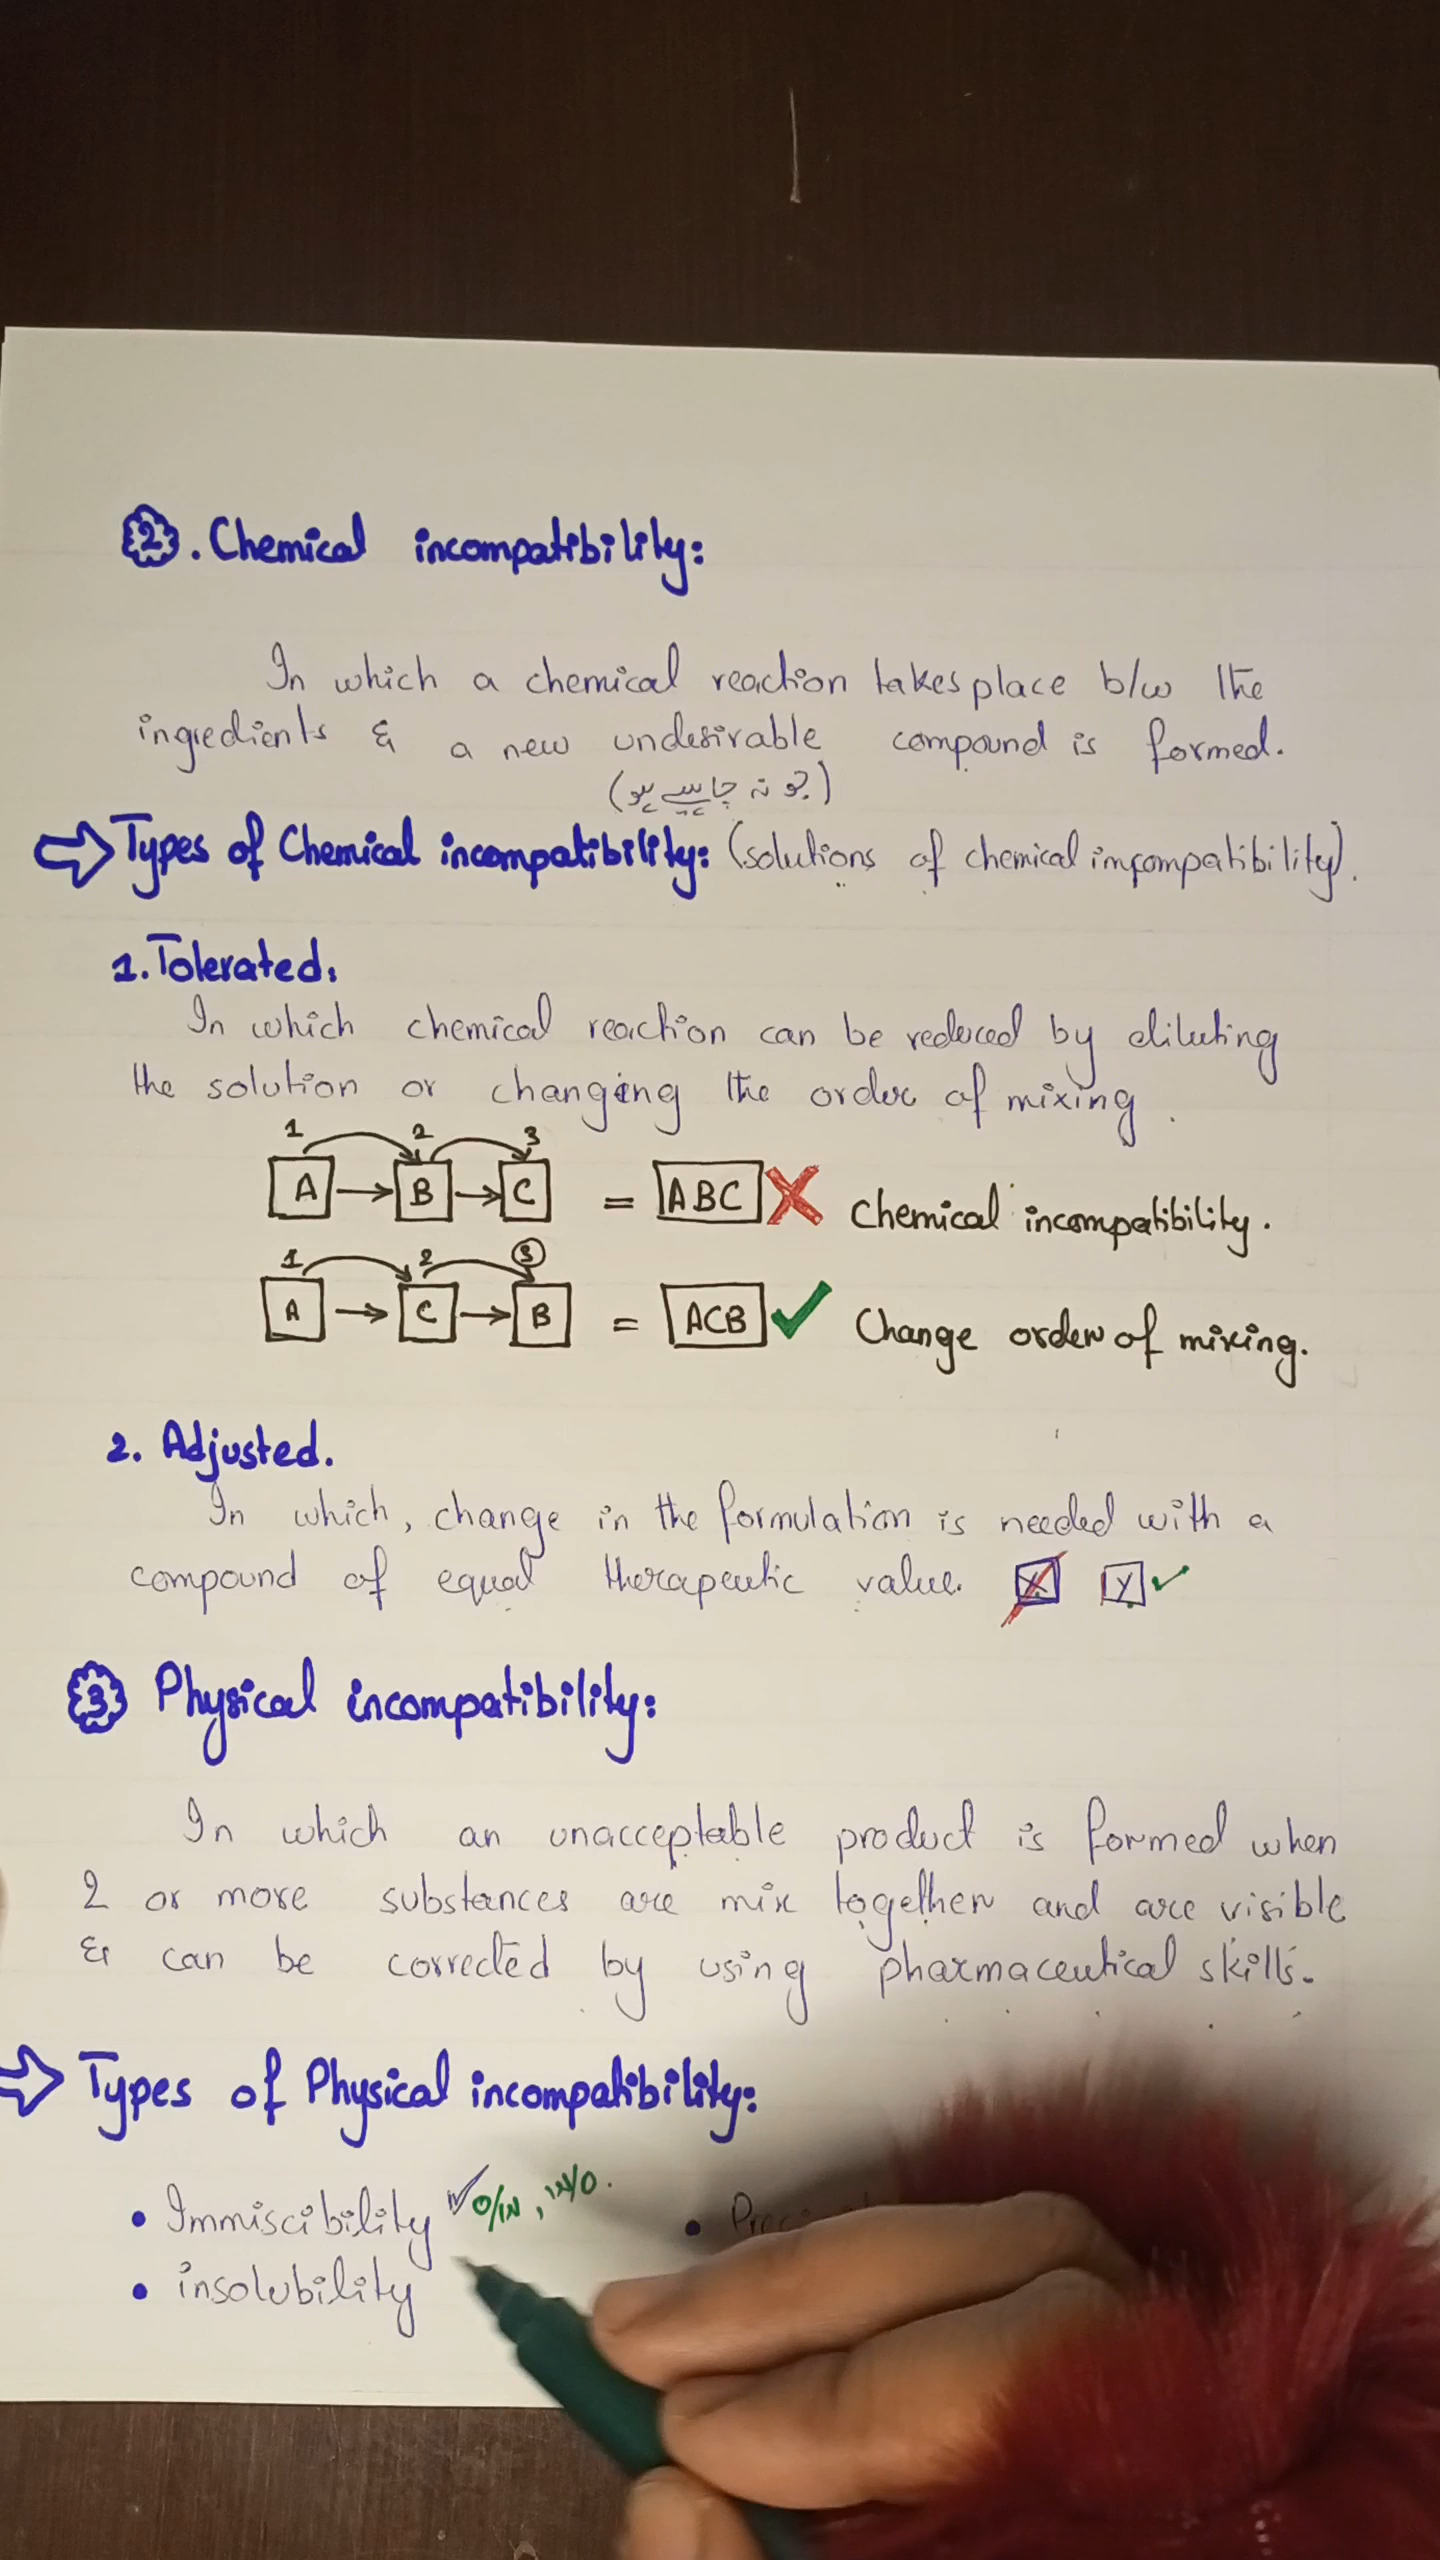 2. Chemical incompatibility:
In which a chemical reaction takes place b/w the
ingredients & a new undesirable compound is formed.
(جو نہ چاہیے ہو)
Types of Chemical incompatibility: (solutions of chemical imcompatibility).
1. Tolerated:
In which chemical reaction can be reduced by diluting
the solution or changing the order of mixing.
1 2 3
A → B → C = ABC ✗ Chemical incompatibility.
1 2 3
A → C → B = ACB ✓ Change order of mixing.
2. Adjusted.
In which, change in the formulation is needed with a
compound of equal therapeutic value. X Y ✓
3 Physical incompatibility:
In which an unacceptable product is formed when
2 or more substances are mix together and are visible
& can be corrected by using pharmaceutical skills.
Types of Physical incompatibility:
• Immiscibility ✓ O/W, W/O.
• insolubility